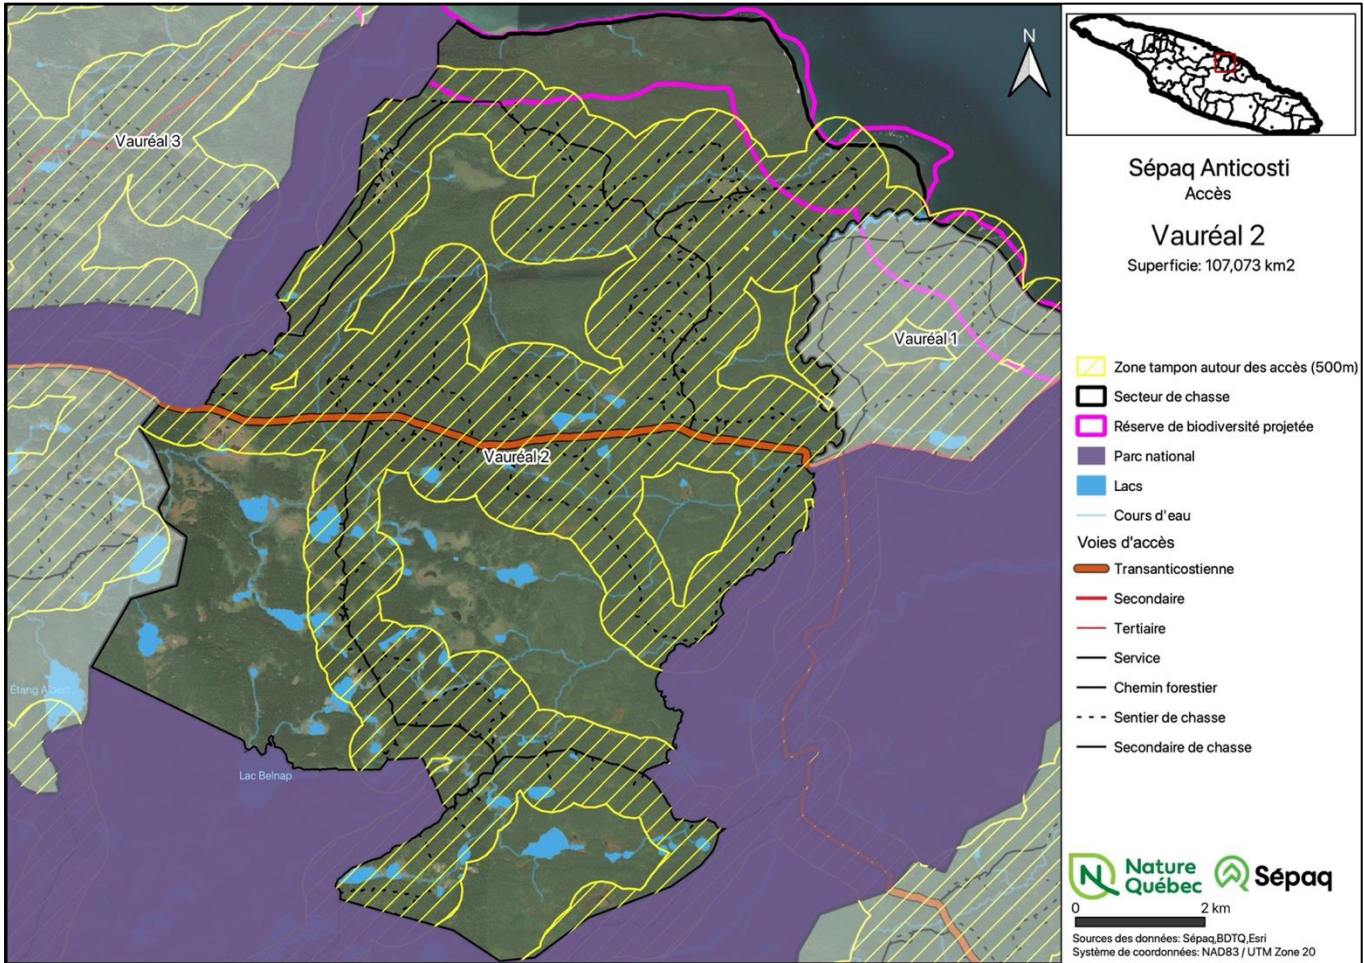 Vauréal 3
Vauréal 1
Vauréal 2
Étang Albert
Lac Belnap
N
Sépaq Anticosti
Accès
Vauréal 2
Superficie: 107,073 km2
Zone tampon autour des accès (500m)
Secteur de chasse
Réserve de biodiversité projetée
Parc national
Lacs
Cours d'eau
Voies d'accès
Transanticostienne
Secondaire
Tertiaire
Service
Chemin forestier
Sentier de chasse
Secondaire de chasse
Nature
Québec
Sépaq
0 2 km
Sources des données: Sépaq,BDTQ,Esri
Système de coordonnées: NAD83 / UTM Zone 20